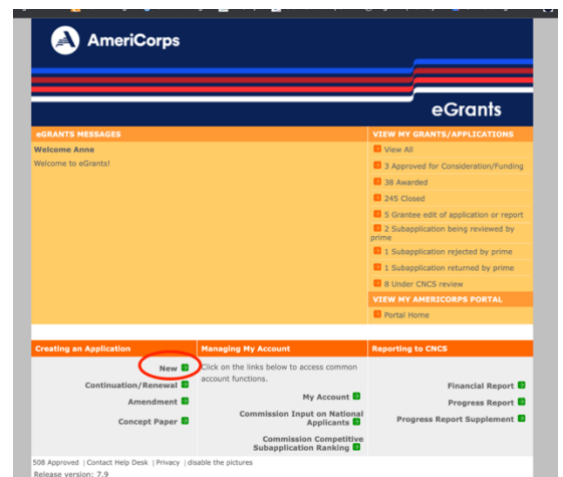 AmeriCorps
eGrants
eGRANTS MESSAGES
Welcome Anne
Welcome to eGrants!
VIEW MY GRANTS/APPLICATIONS
View All
3 Approved for Consideration/Funding
38 Awarded
245 Closed
5 Grantee edit of application or report
2 Subapplication being reviewed by
prime
1 Subapplication rejected by prime
1 Subapplication returned by prime
8 Under CNCS review
VIEW MY AMERICORPS PORTAL
Portal Home
Creating an Application
New
Continuation/Renewal
Amendment
Concept Paper
Managing My Account
Click on the links below to access common
account functions.
My Account
Commission Input on National
Applicants
Commission Competitive
Subapplication Ranking
Reporting to CNCS
Financial Report
Progress Report
Progress Report Supplement
508 Approved | Contact Help Desk | Privacy | disable the pictures
Release version: 7.9